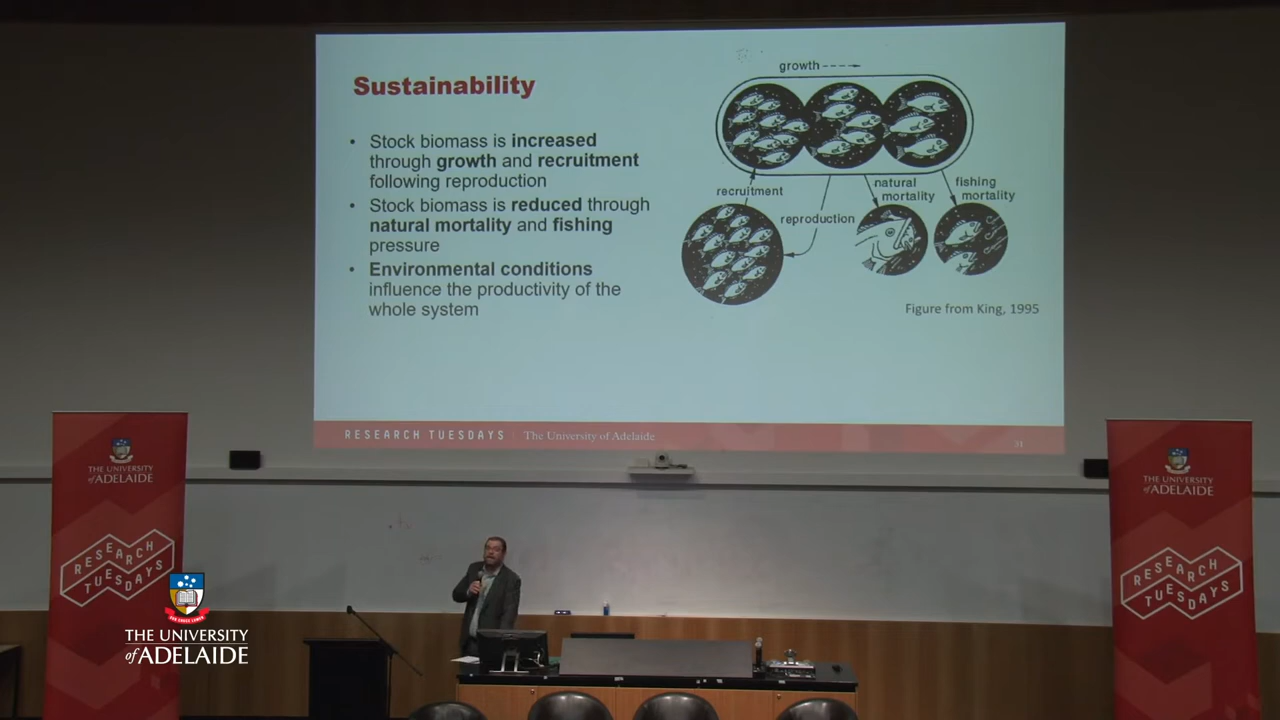 Sustainability
• Stock biomass is increased
through growth and recruitment
following reproduction
• Stock biomass is reduced through
natural mortality and fishing
pressure
• Environmental conditions
influence the productivity of the
whole system
growth
recruitment
reproduction
natural
mortality
fishing
mortality
Figure from King, 1995
RESEARCH TUESDAYS The University of Adelaide
31
THE UNIVERSITY
of ADELAIDE
RESEARCH
TUESDAYS
THE UNIVERSITY
of ADELAIDE
THE UNIVERSITY
of ADELAIDE
RESEARCH
TUESDAYS